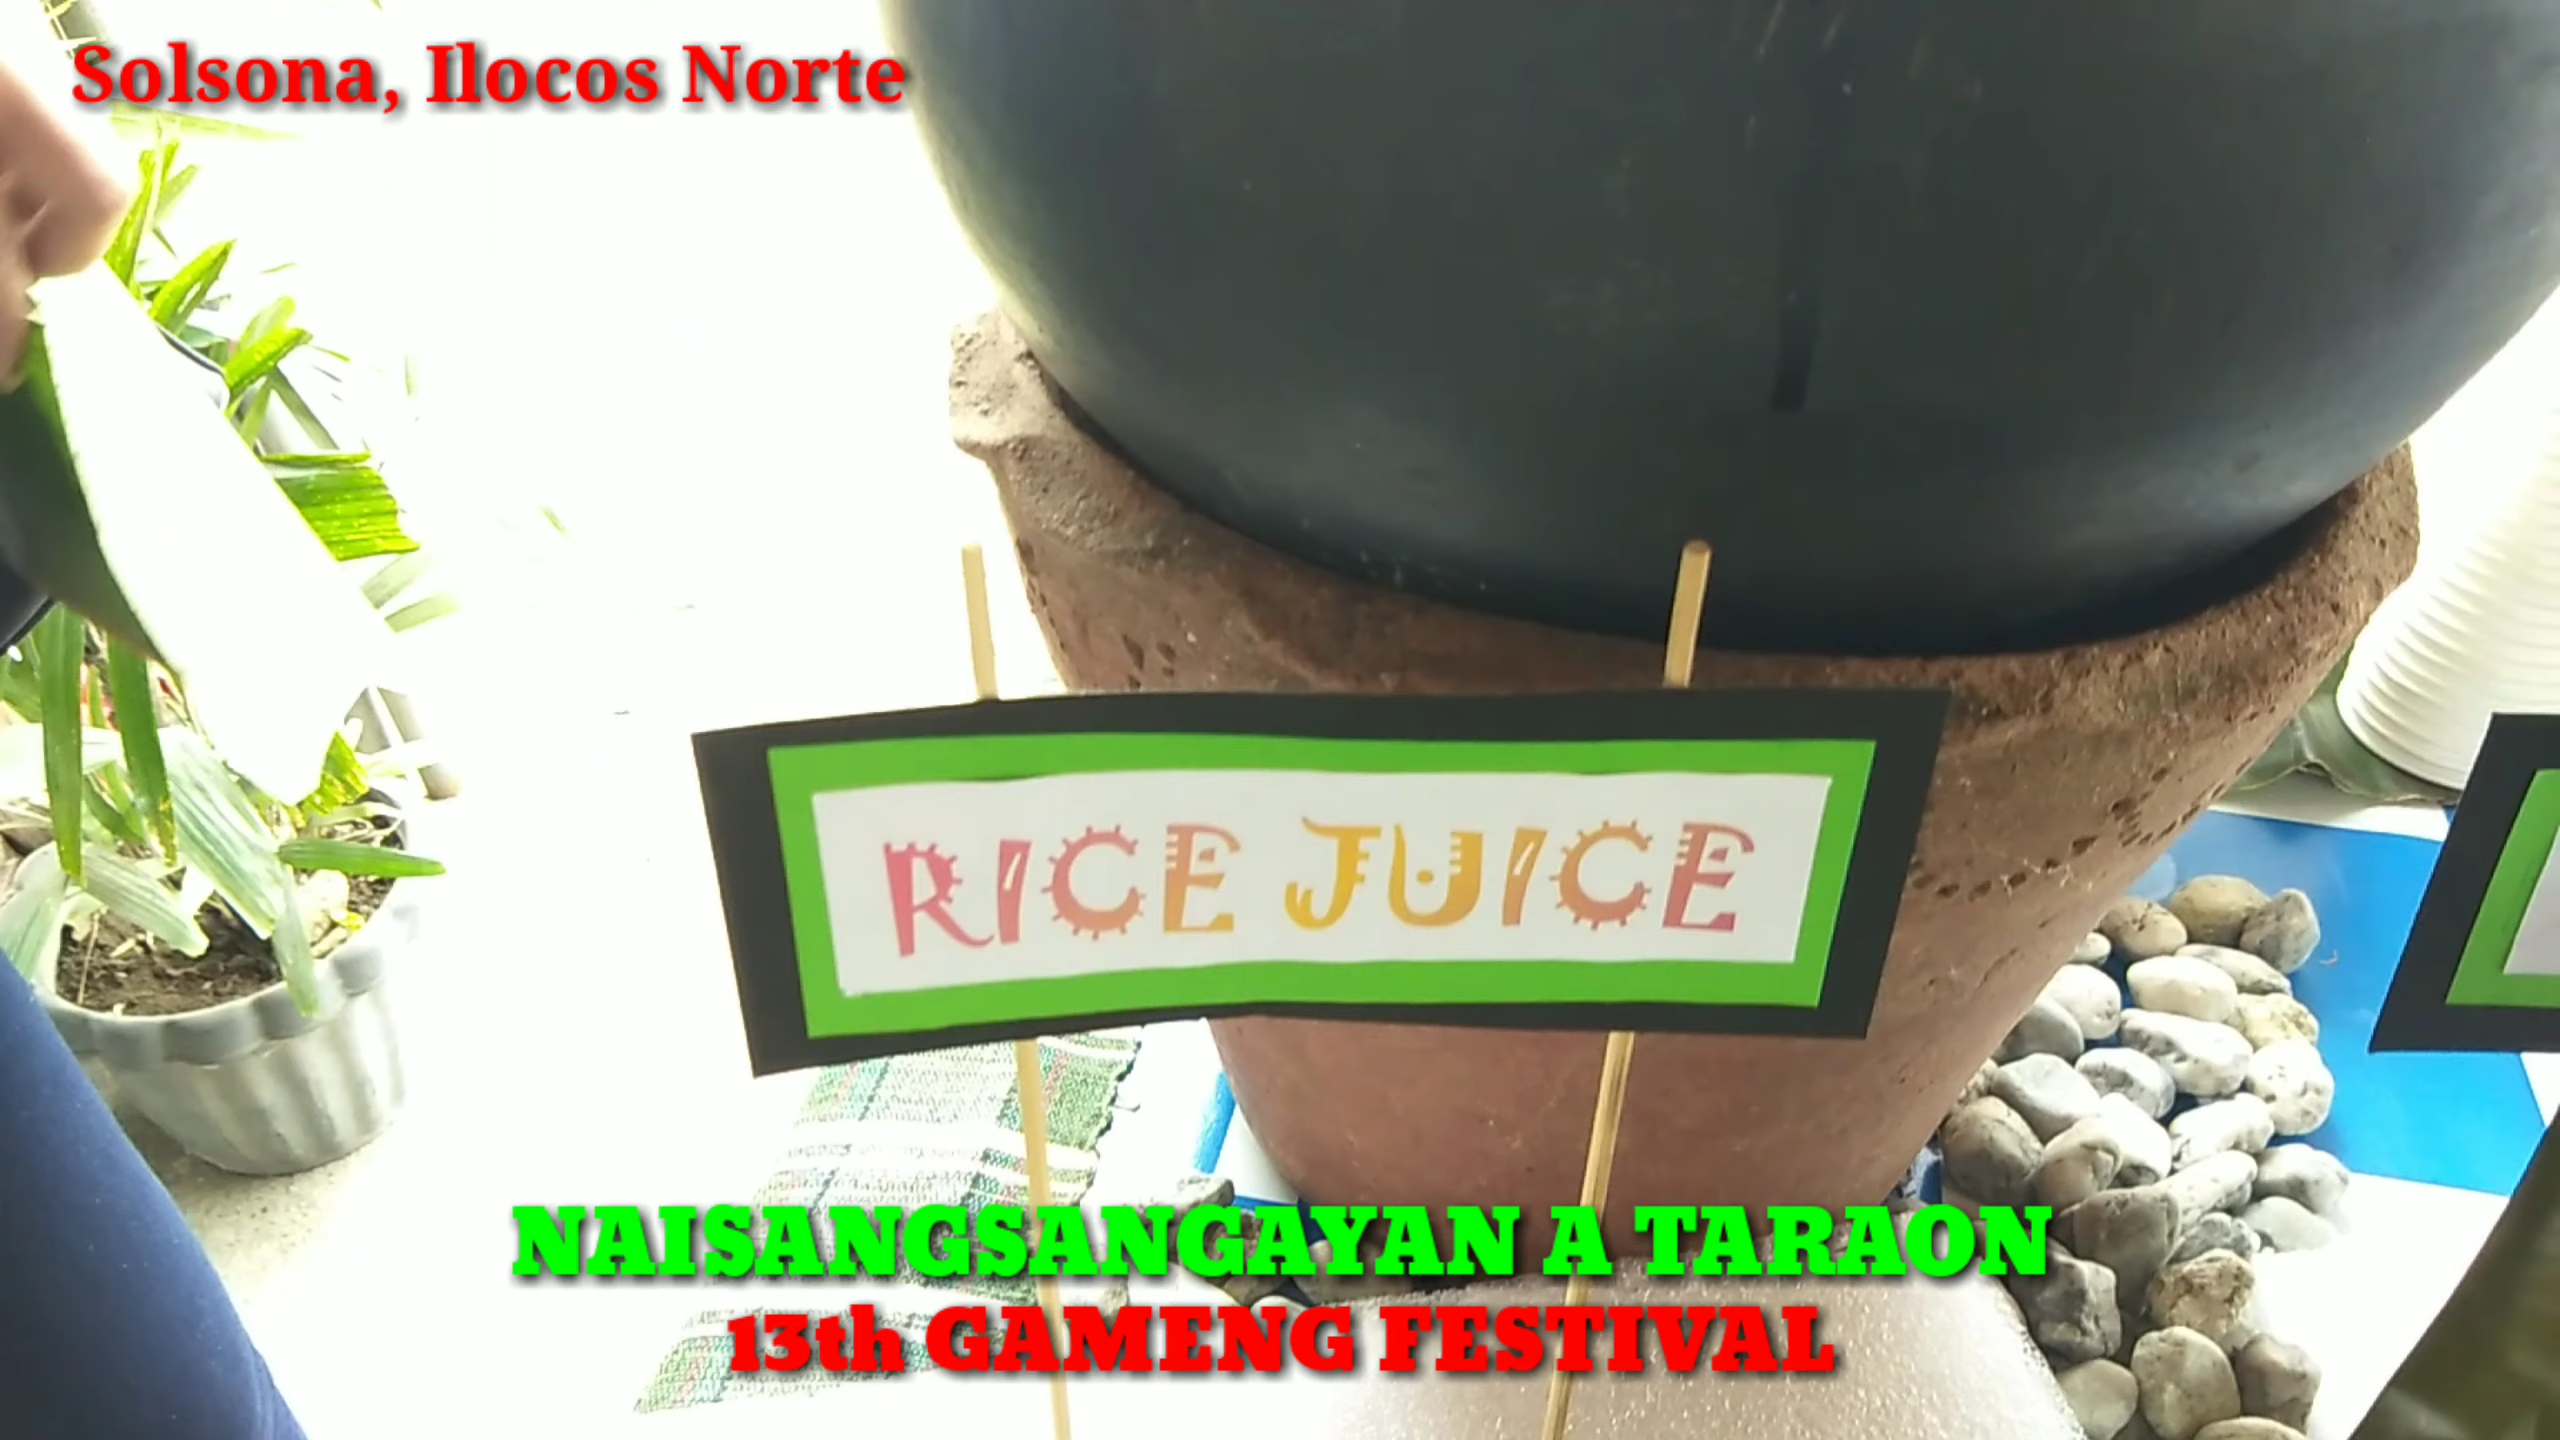 Solsona, Ilocos Norte
RICE JUICE
NAISANGSANGAYAN A TARAON
13th GAMENG FESTIVAL